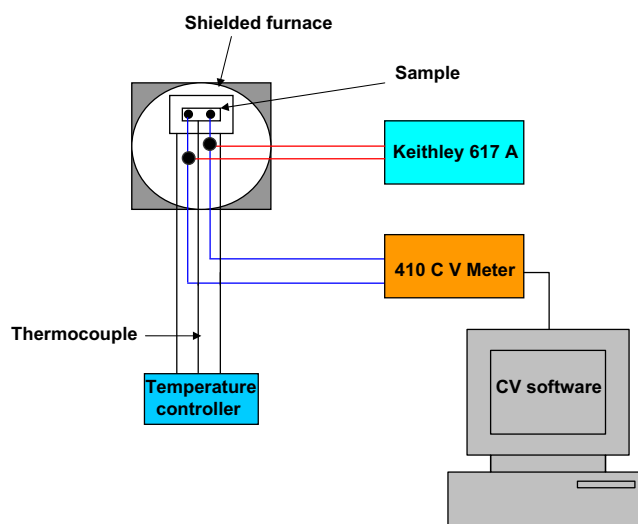 Shielded furnace
Sample
Keithley 617 A
410 C V Meter
Thermocouple
CV software
Temperature
controller